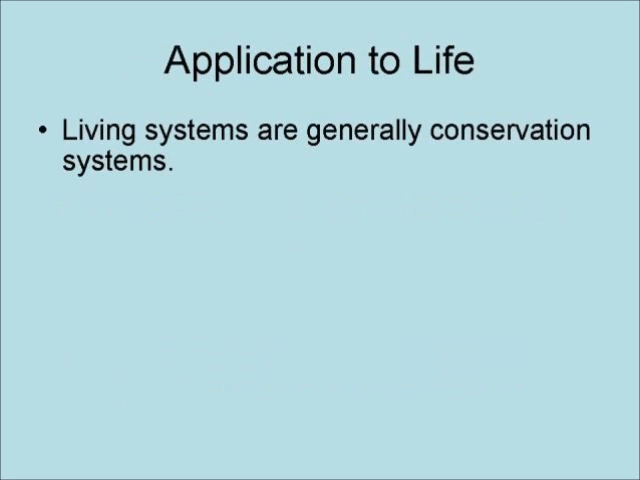 Application to Life
• Living systems are generally conservation
systems.